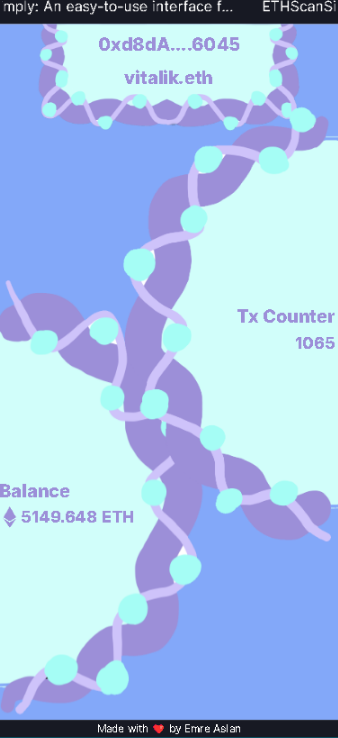 mply: An easy-to-use interface f... ETHScanSi
0xd8dA....6045
vitalik.eth
Tx Counter
1065
Balance
5149.648 ETH
Made with ❤️ by Emre Aslan